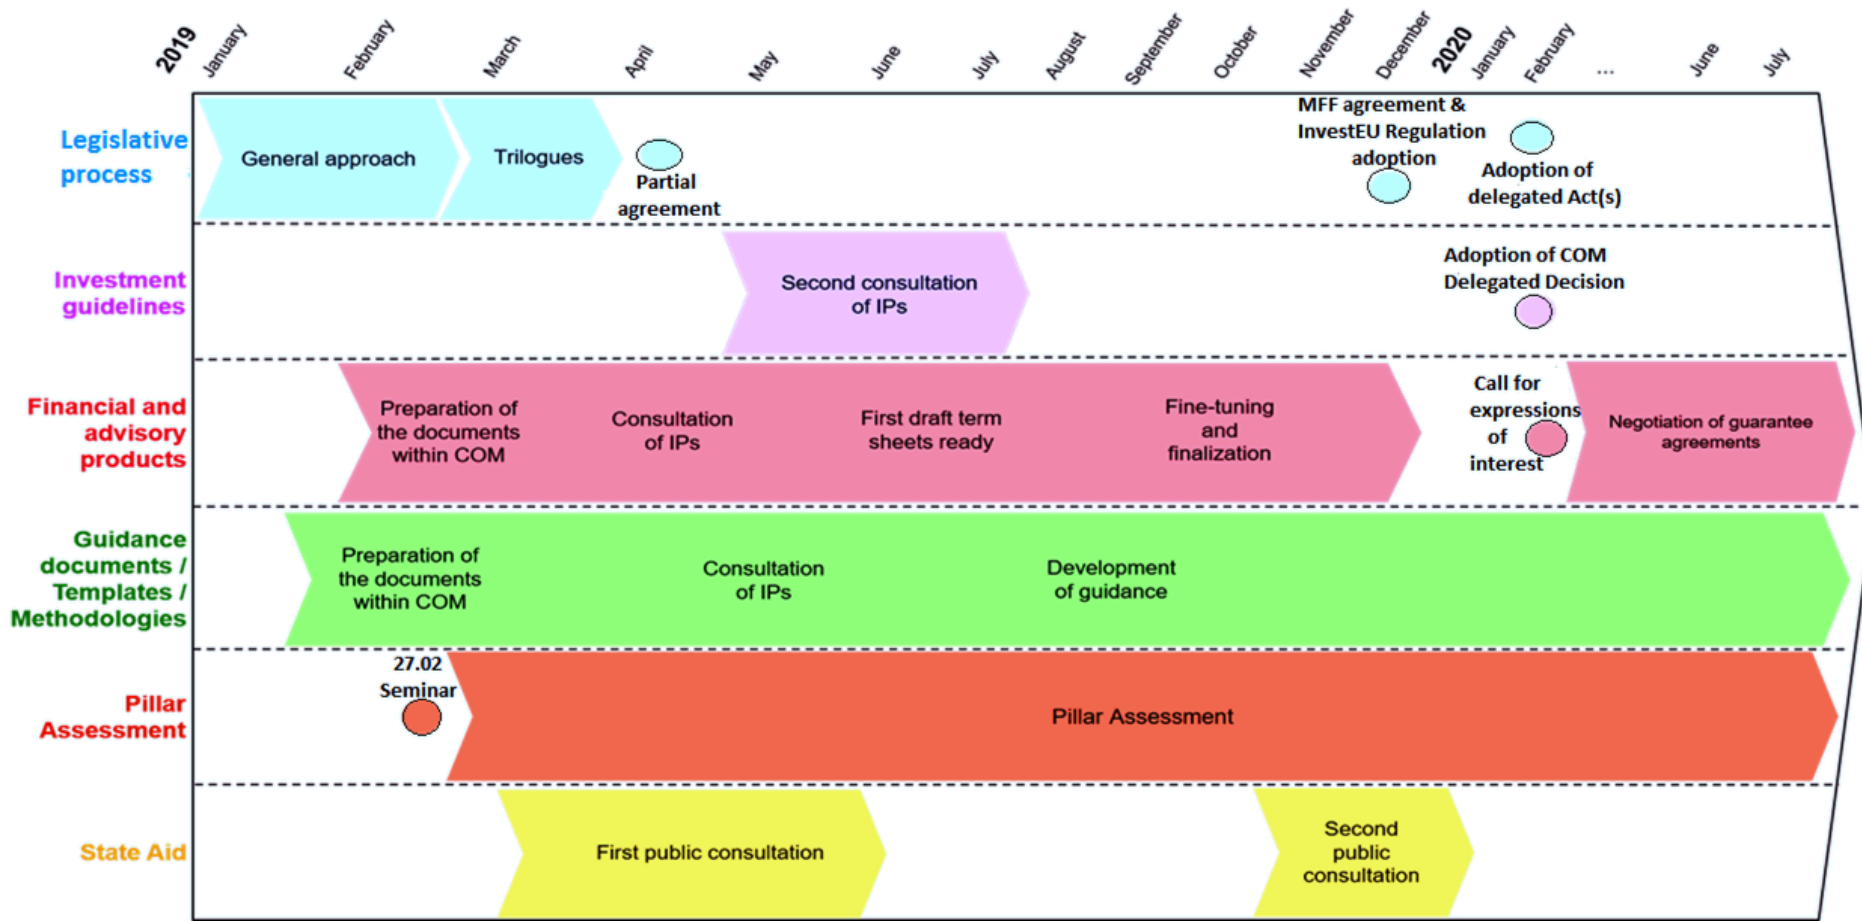 2019 January February March April May June July August September October November December 2020 January February ... June July
Legislative
process
General approach
Trilogues
Partial
agreement
MFF agreement &
InvestEU Regulation
adoption
Adoption of
delegated Act(s)
Investment
guidelines
Second consultation
of IPs
Adoption of COM
Delegated Decision
Financial and
advisory
products
Preparation of
the documents
within COM
Consultation
of IPs
First draft term
sheets ready
Fine-tuning
and
finalization
Call for
expressions
of
interest
Negotiation of guarantee
agreements
Guidance
documents /
Templates /
Methodologies
Preparation of
the documents
within COM
Consultation
of IPs
Development
of guidance
Pillar
Assessment
27.02
Seminar
Pillar Assessment
State Aid
First public consultation
Second
public
consultation